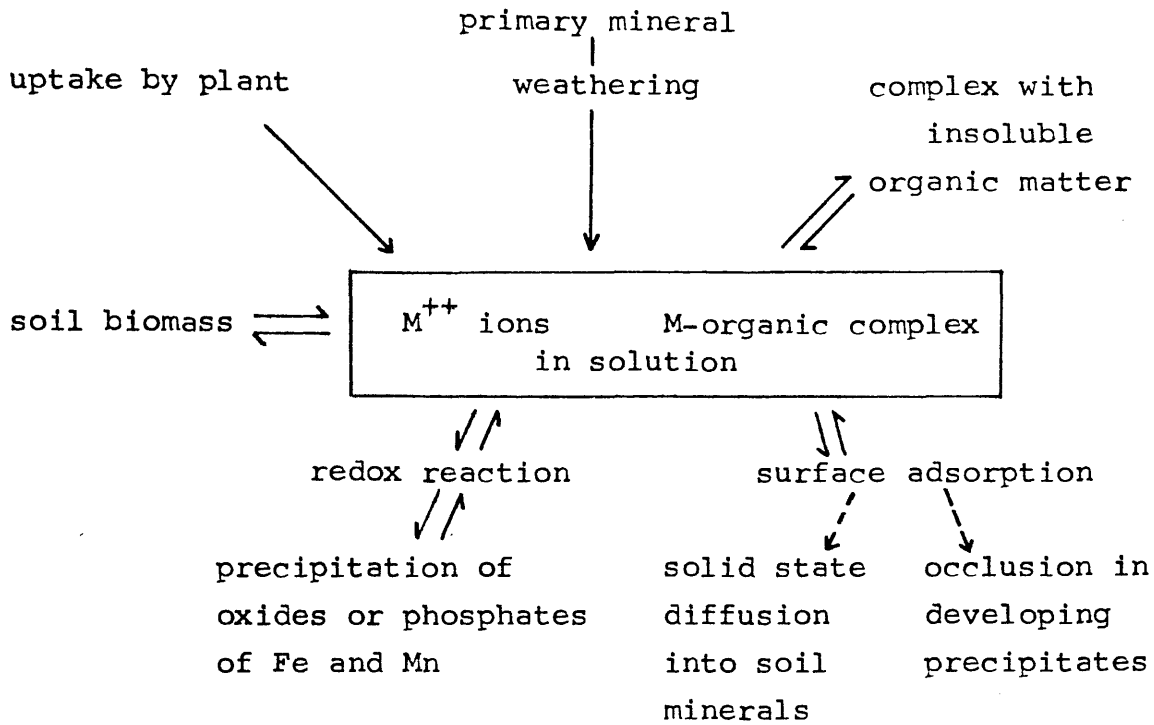 primary mineral
uptake by plant
weathering
complex with
insoluble
organic matter
soil biomass
M++ ions
M-organic complex
in solution
redox reaction
surface adsorption
precipitation of
oxides or phosphates
of Fe and Mn
solid state
diffusion
into soil
minerals
occlusion in
developing
precipitates